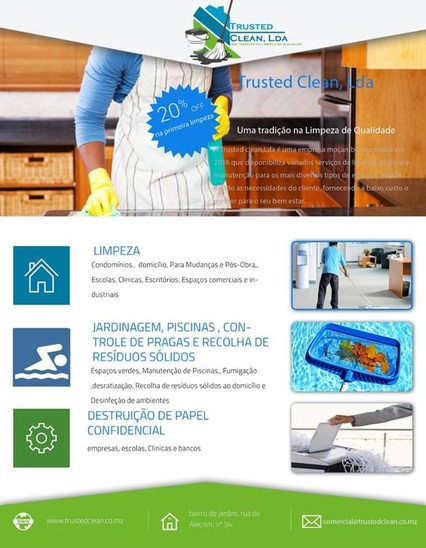 TRUSTED
CLEAN, LDA
Trusted Clean, Lda
20% OFF
na primeira limpeza
Uma tradição na Limpeza de Qualidade
Trusted clean,Lda é uma empresa
2016 que disponibiliza variados serviços de
manutenção para os mais diversos tipos de
as necessidades do cliente, fornecendo a baixo custo o
para o seu bem estar.
LIMPEZA
Condomínios., domicílio, Para Mudanças e Pós-Obra.,
Escolas, Clinicas, Escritórios, Espaços comerciais e in-
dustriais
JARDINAGEM, PISCINAS , CON-
TROLE DE PRAGAS E RECOLHA DE
RESÍDUOS SÓLIDOS
Espaços verdes, Manutenção de Piscinas., Fumigação
,desratização, Recolha de resíduos sólidos ao domicílio e
Desinfeção de ambientes
DESTRUIÇÃO DE PAPEL
CONFIDENCIAL
empresas, escolas, Clinicas e bancos
www.trustedclean.co.mz
bairro do jardim, rua do
Alecrim, nº 94
comercial@trustedclean.co.mz